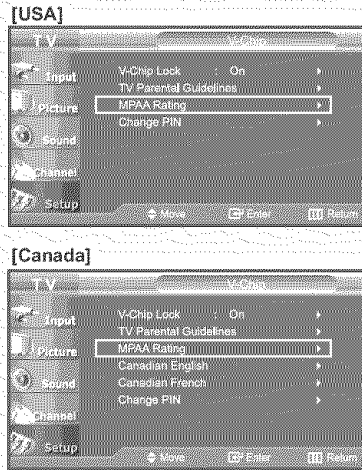 [USA]
TV V-Chip
Input
Picture
Sound
Channel
Setup
V-Chip Lock : On
TV Parental Guidelines
MPAA Rating
Change PIN
Move Enter Return
[Canada]
TV V-Chip
Input
Picture
Sound
Channel
Setup
V-Chip Lock : On
TV Parental Guidelines
MPAA Rating
Canadian English
Canadian French
Change PIN
Move Enter Return